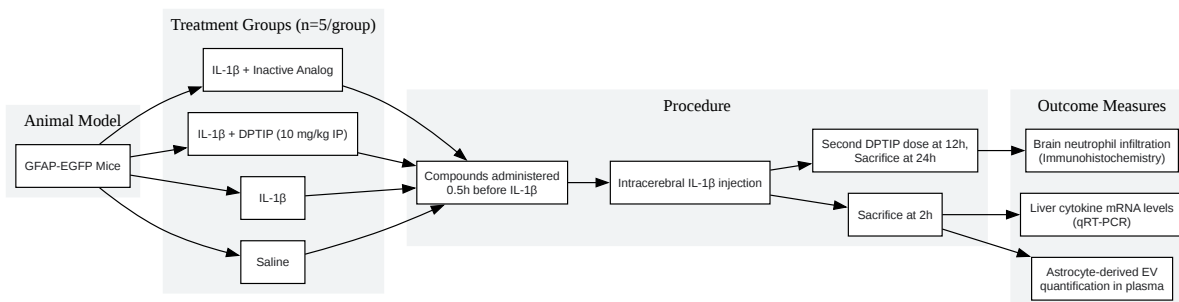 Animal Model
GFAP-EGFP Mice
Treatment Groups (n=5/group)
IL-1β + Inactive Analog
IL-1β + DPTIP (10 mg/kg IP)
IL-1β
Saline
Procedure
Compounds administered
0.5h before IL-1β
Intracerebral IL-1β injection
Second DPTIP dose at 12h,
Sacrifice at 24h
Sacrifice at 2h
Outcome Measures
Brain neutrophil infiltration
(Immunohistochemistry)
Liver cytokine mRNA levels
(qRT-PCR)
Astrocyte-derived EV
quantification in plasma